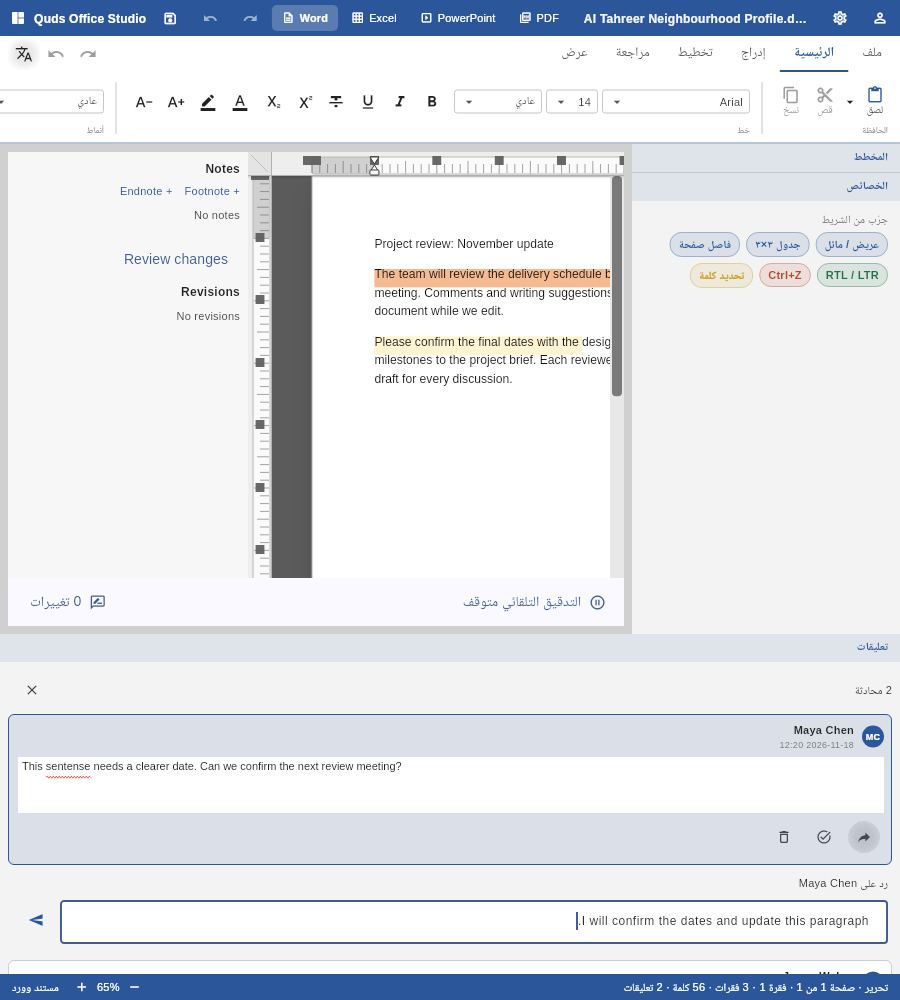 Quds Office Studio
Word
Excel
PowerPoint
PDF
Al Tahreer Neighbourhood Profile.d…
ملف
الرئيسية
إدراج
تخطيط
مراجعة
عرض
لصق
قص
نسخ
الحافظة
Arial
14
عادي
B
خط
عادي
أنماط
المخطط
الخصائص
جرّب من الشريط
عريض / مائل
جدول ٣×٣
فاصل صفحة
RTL / LTR
Ctrl+Z
تحديد كلمة
Notes
Footnote +
Endnote +
No notes
Review changes
Revisions
No revisions
Project review: November update
The team will review the delivery schedule b
meeting. Comments and writing suggestions
document while we edit.
Please confirm the final dates with the desig
milestones to the project brief. Each reviewe
draft for every discussion.
التدقيق التلقائي متوقف
0 تغييرات
تعليقات
2 محادثة
MC
Maya Chen
12:20 2026-11-18
This sentense needs a clearer date. Can we confirm the next review meeting?
رد على Maya Chen
.I will confirm the dates and update this paragraph
تحرير · صفحة 1 من 1 · فقرة 1 · 3 فقرات · 56 كلمة · 2 تعليقات
65%
مستند وورد